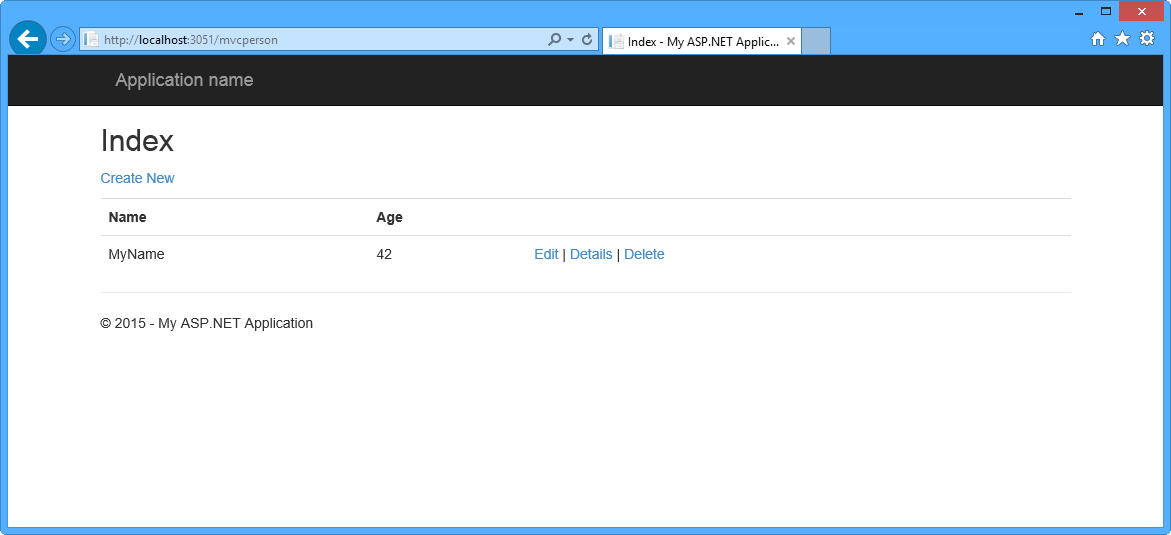 http://localhost:3051/mvcperson
Index - My ASP.NET Applic...
Application name
Index
Create New
Name Age
MyName 42 Edit | Details | Delete
© 2015 - My ASP.NET Application